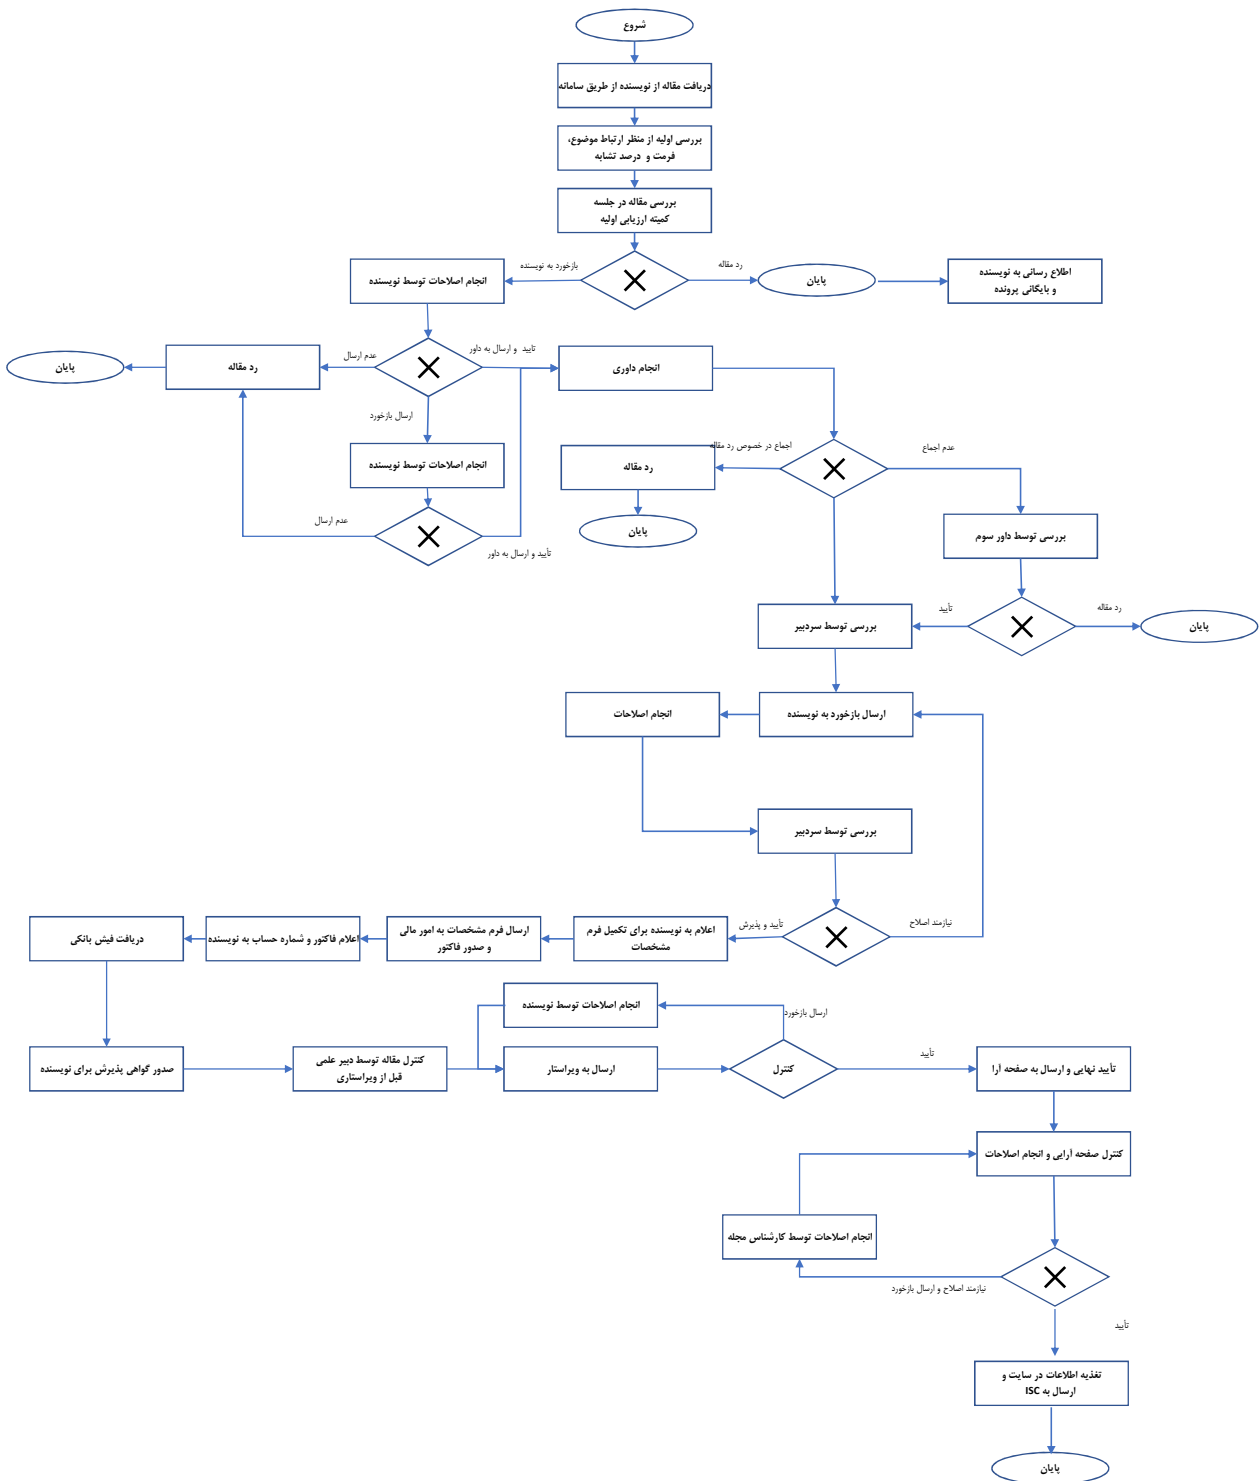 شروع
دریافت مقاله از نویسنده از طریق سامانه
بررسی اولیه از منظر ارتباط موضوع،
فرمت و درصد تشابه
بررسی مقاله در جلسه
کمیته ارزیابی اولیه
رد مقاله
بازخورد به نویسنده
اطلاع رسانی به نویسنده
و بایگانی پرونده
پایان
انجام اصلاحات توسط نویسنده
تایید و ارسال به داور
عدم ارسال
انجام داوری
رد مقاله
پایان
ارسال بازخورد
اجماع در خصوص رد مقاله
عدم اجماع
انجام اصلاحات توسط نویسنده
رد مقاله
عدم ارسال
پایان
بررسی توسط داور سوم
تأیید و ارسال به داور
تأیید
رد مقاله
بررسی توسط سردبیر
پایان
ارسال بازخورد به نویسنده
انجام اصلاحات
بررسی توسط سردبیر
نیازمند اصلاح
تأیید و پذیرش
اعلام به نویسنده برای تکمیل فرم
مشخصات
ارسال فرم مشخصات به امور مالی
و صدور فاکتور
اعلام فاکتور و شماره حساب به نویسنده
دریافت فیش بانکی
انجام اصلاحات توسط نویسنده
ارسال بازخورد
تأیید
صدور گواهی پذیرش برای نویسنده
کنترل مقاله توسط دبیر علمی
قبل از ویراستاری
ارسال به ویراستار
کنترل
تأیید نهایی و ارسال به صفحه آرا
کنترل صفحه آرایی و انجام اصلاحات
انجام اصلاحات توسط کارشناس مجله
نیازمند اصلاح و ارسال بازخورد
تأیید
تغذیه اطلاعات در سایت و
ارسال به ISC
پایان